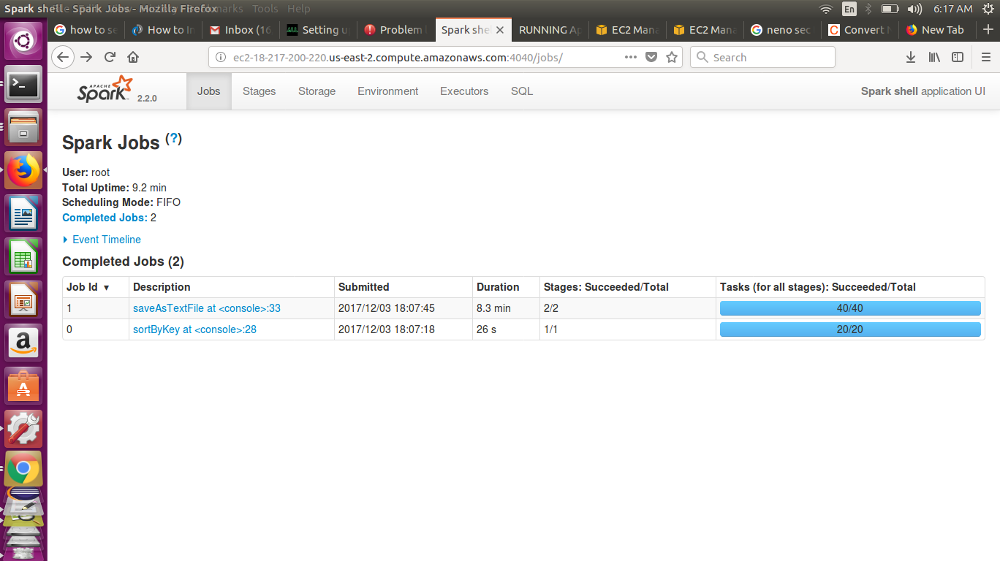 Spark shell - Spark Jobs - Mozilla Firefox Bookmarks Tools Help
En 6:17 AM
how to se
How to In
Inbox (16
Setting u
Problem
Spark she
RUNNING Ap
EC2 Mana
EC2 Mana
neno sec
Convert
New Tab
ec2-18-217-200-220.us-east-2.compute.amazonaws.com:4040/jobs/
Search
APACHE
Spark 2.2.0
Jobs Stages Storage Environment Executors SQL
Spark shell application UI
Spark Jobs (?)
User: root
Total Uptime: 9.2 min
Scheduling Mode: FIFO
Completed Jobs: 2
Event Timeline
Completed Jobs (2)
Job Id ▾ Description Submitted Duration Stages: Succeeded/Total Tasks (for all stages): Succeeded/Total
1 saveAsTextFile at <console>:33 2017/12/03 18:07:45 8.3 min 2/2 40/40
0 sortByKey at <console>:28 2017/12/03 18:07:18 26 s 1/1 20/20